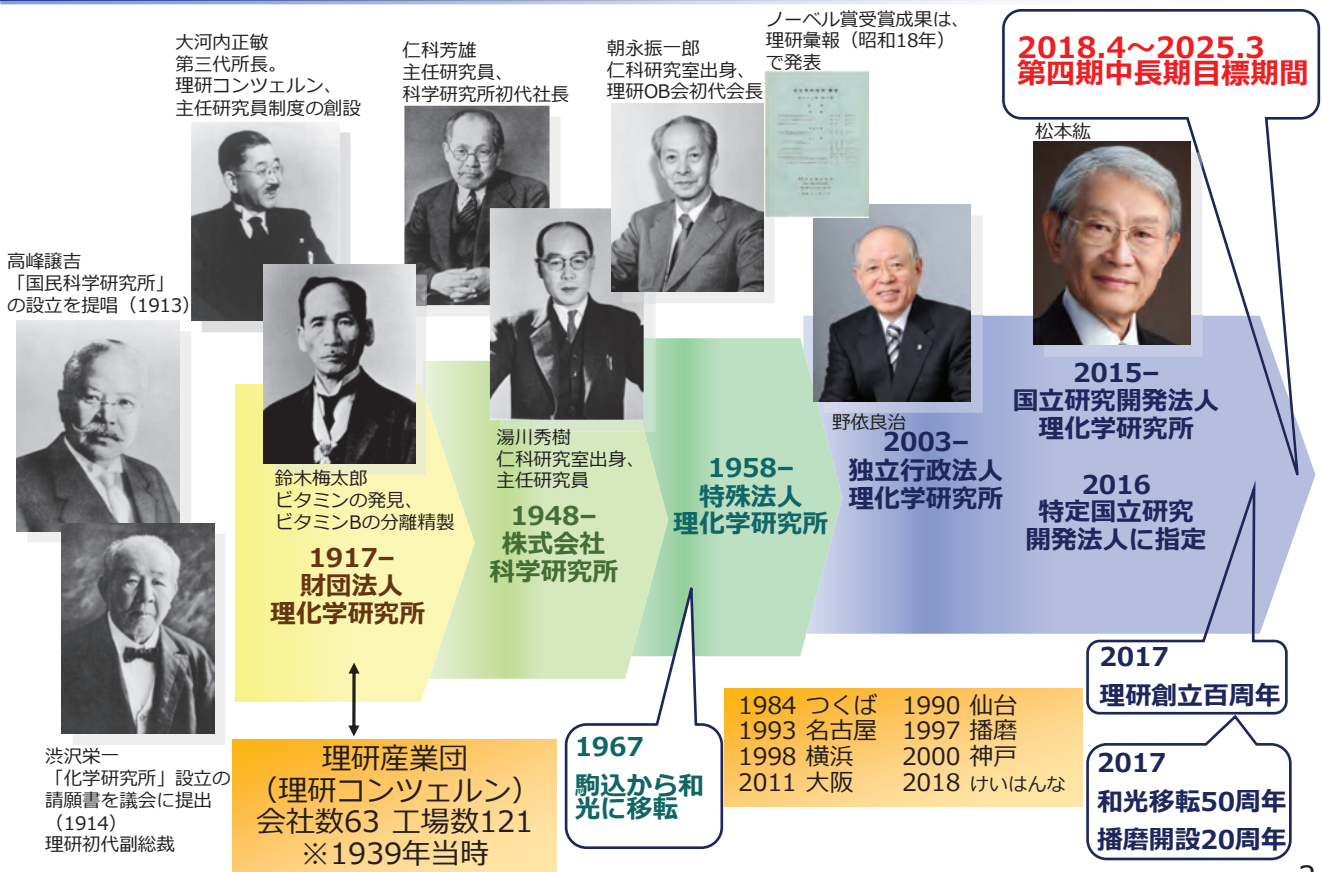 大河内正敏
第三代所長。
理研コンツェルン、
主任研究員制度の創設
仁科芳雄
主任研究員、
科学研究所初代社長
朝永振一郎
仁科研究室出身、
理研OB会初代会長
ノーベル賞受賞成果は、
理研彙報（昭和18年）
で発表
2018.4～2025.3
第四期中長期目標期間
松本紘
高峰譲吉
「国民科学研究所」
の設立を提唱（1913）
鈴木梅太郎
ビタミンの発見、
ビタミンBの分離精製
1917–
財団法人
理化学研究所
湯川秀樹
仁科研究室出身、
主任研究員
1948–
株式会社
科学研究所
1958–
特殊法人
理化学研究所
野依良治
2003–
独立行政法人
理化学研究所
2015–
国立研究開発法人
理化学研究所
2016
特定国立研究
開発法人に指定
渋沢栄一
「化学研究所」設立の
請願書を議会に提出
（1914）
理研初代副総裁
理研産業団
（理研コンツェルン）
会社数63 工場数121
※1939年当時
1967
駒込から和
光に移転
1984 つくば 1990 仙台
1993 名古屋 1997 播磨
1998 横浜 2000 神戸
2011 大阪 2018 けいはんな
2017
理研創立百周年
2017
和光移転50周年
播磨開設20周年